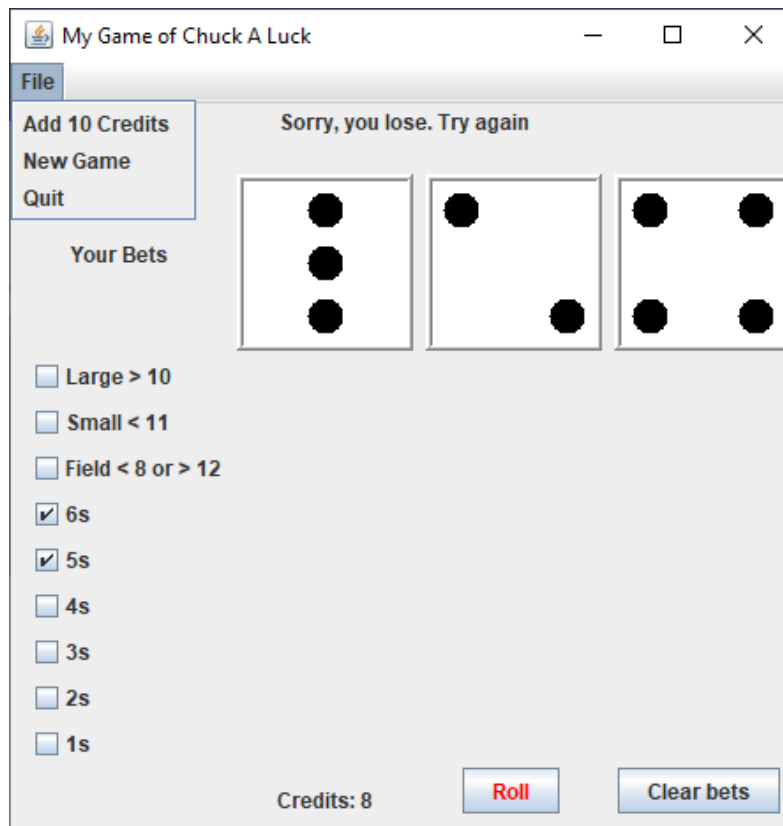 My Game of Chuck A Luck
File
Add 10 Credits
New Game
Quit
Sorry, you lose. Try again
Your Bets
Large > 10
Small < 11
Field < 8 or > 12
6s
5s
4s
3s
2s
1s
Credits: 8
Roll
Clear bets